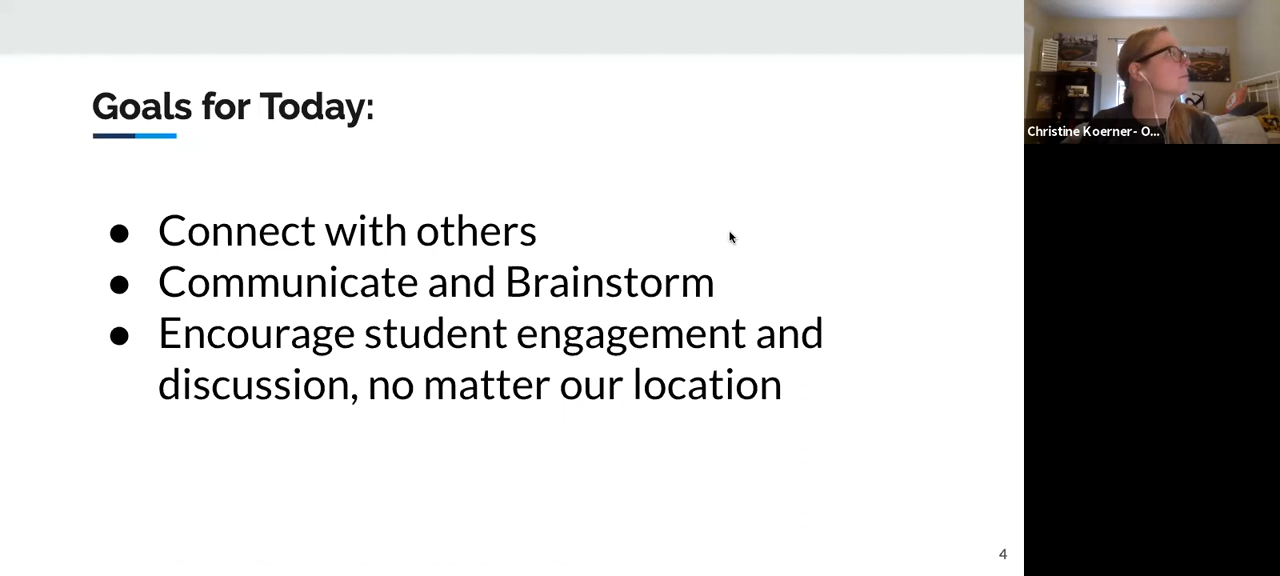 Goals for Today:
● Connect with others
● Communicate and Brainstorm
● Encourage student engagement and
discussion, no matter our location
4
Christine Koerner- O...